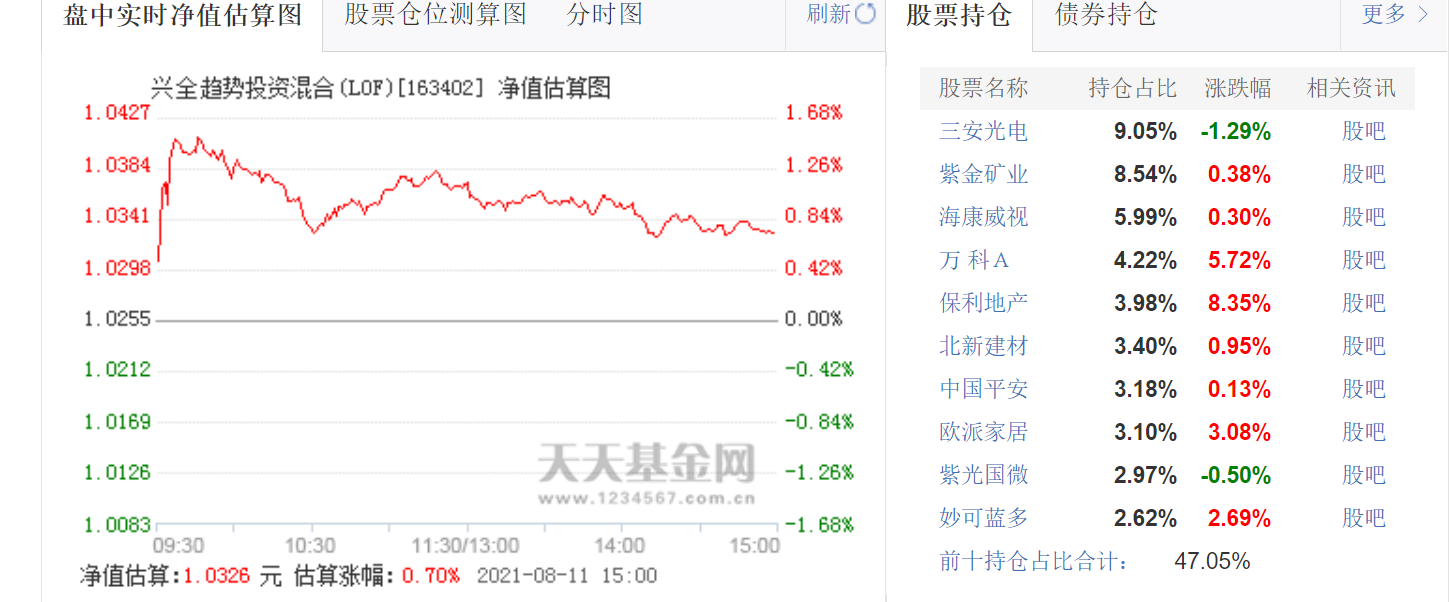 盘中实时净值估算图 股票仓位测算图 分时图 刷新
兴全趋势投资混合(LOF)[163402] 净值估算图
1.0427 1.68%
1.0384 1.26%
1.0341 0.84%
1.0298 0.42%
1.0255 0.00%
1.0212 -0.42%
1.0169 -0.84%
1.0126 -1.26%
1.0083 -1.68%
天天基金网
www.1234567.com.cn
09:30 10:30 11:30/13:00 14:00 15:00
净值估算:1.0326 元 估算涨幅:0.70% 2021-08-11 15:00
股票持仓 债券持仓 更多
股票名称 持仓占比 涨跌幅 相关资讯
三安光电 9.05% -1.29% 股吧
紫金矿业 8.54% 0.38% 股吧
海康威视 5.99% 0.30% 股吧
万 科Ａ 4.22% 5.72% 股吧
保利地产 3.98% 8.35% 股吧
北新建材 3.40% 0.95% 股吧
中国平安 3.18% 0.13% 股吧
欧派家居 3.10% 3.08% 股吧
紫光国微 2.97% -0.50% 股吧
妙可蓝多 2.62% 2.69% 股吧
前十持仓占比合计： 47.05%